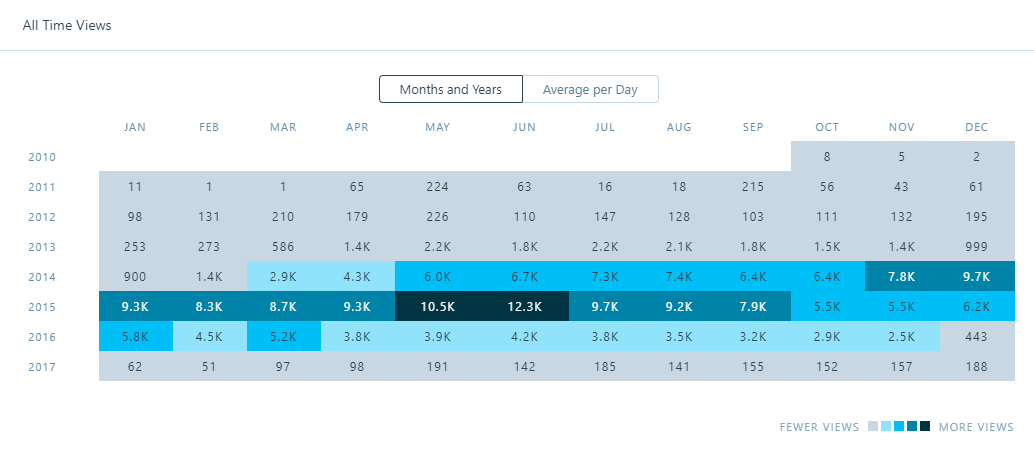 All Time Views
Months and Years Average per Day
JAN FEB MAR APR MAY JUN JUL AUG SEP OCT NOV DEC
2010 8 5 2
2011 11 1 1 65 224 63 16 18 215 56 43 61
2012 98 131 210 179 226 110 147 128 103 111 132 195
2013 253 273 586 1.4K 2.2K 1.8K 2.2K 2.1K 1.8K 1.5K 1.4K 999
2014 900 1.4K 2.9K 4.3K 6.0K 6.7K 7.3K 7.4K 6.4K 6.4K 7.8K 9.7K
2015 9.3K 8.3K 8.7K 9.3K 10.5K 12.3K 9.7K 9.2K 7.9K 5.5K 5.5K 6.2K
2016 5.8K 4.5K 5.2K 3.8K 3.9K 4.2K 3.8K 3.5K 3.2K 2.9K 2.5K 443
2017 62 51 97 98 191 142 185 141 155 152 157 188
FEWER VIEWS MORE VIEWS